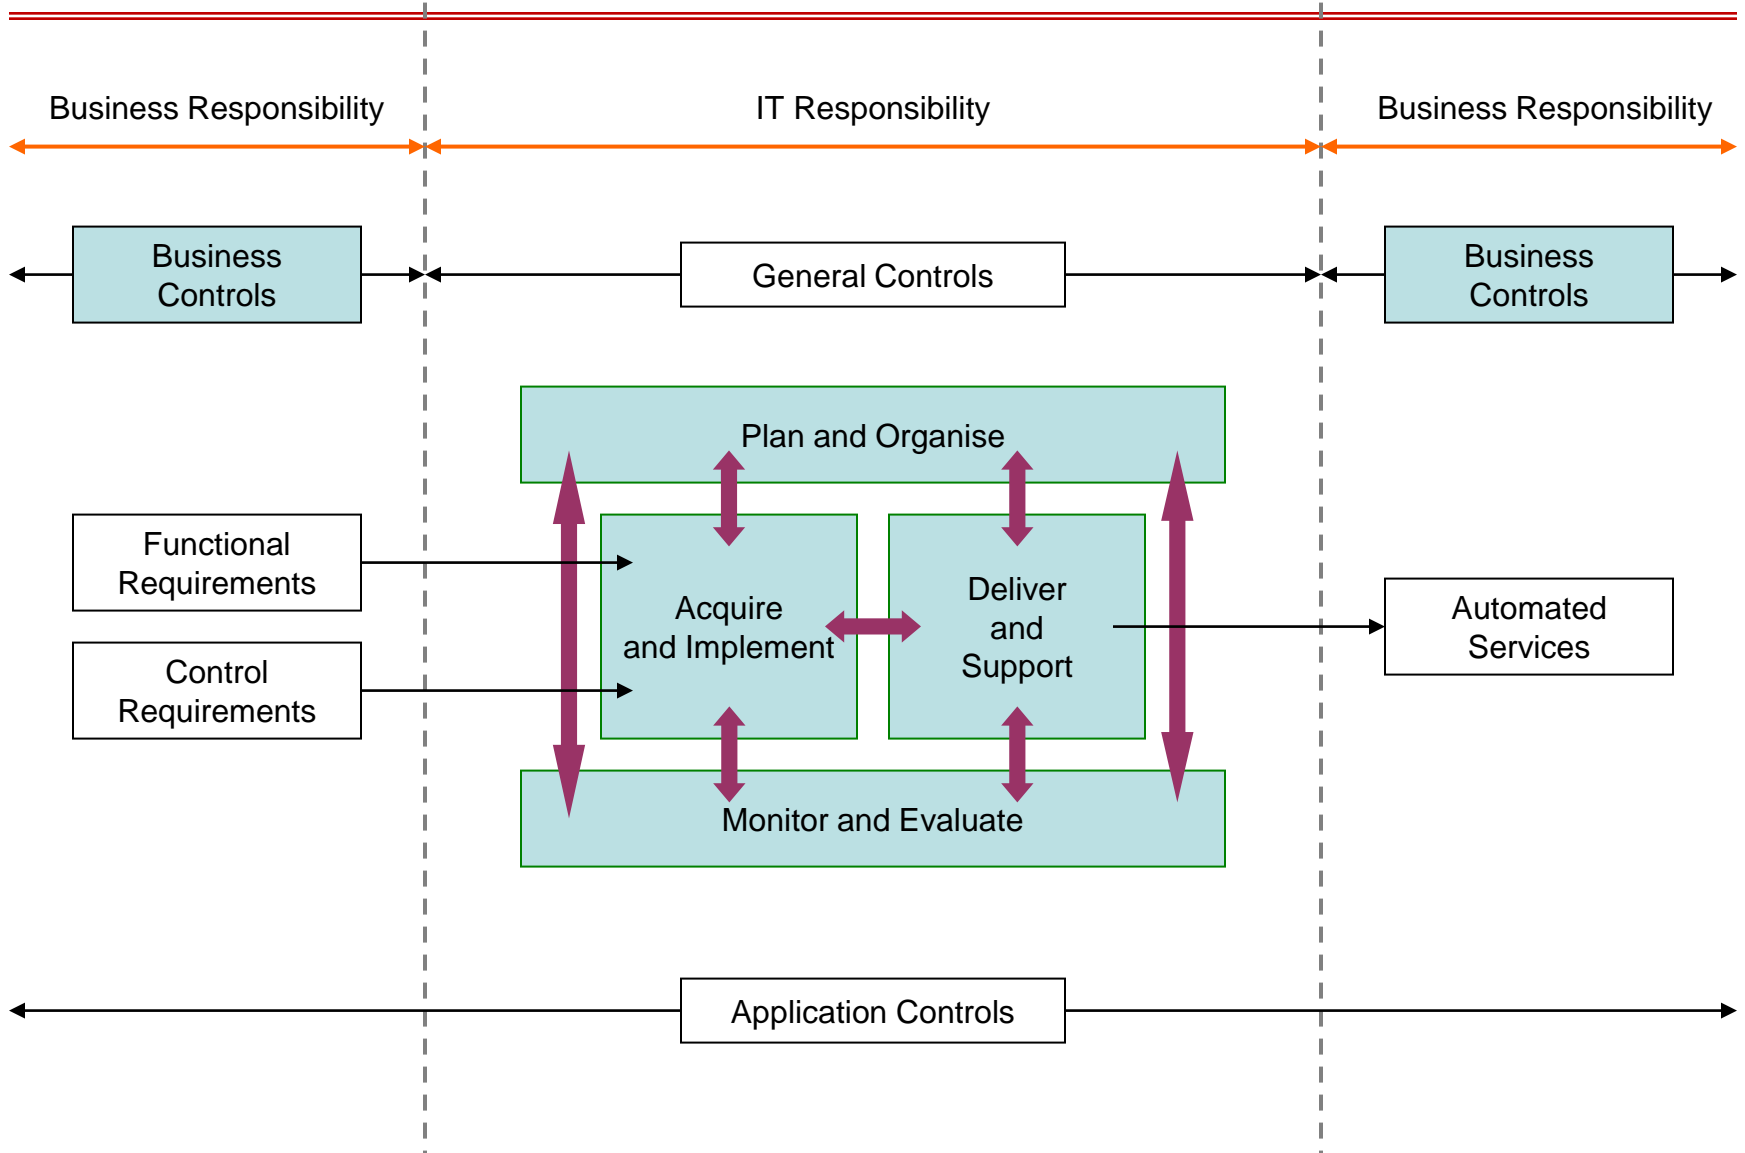 Business Responsibility
IT Responsibility
Business Responsibility
Business
Controls
General Controls
Business
Controls
Plan and Organise
Functional
Requirements
Control
Requirements
Acquire
and Implement
Deliver
and
Support
Automated
Services
Monitor and Evaluate
Application Controls